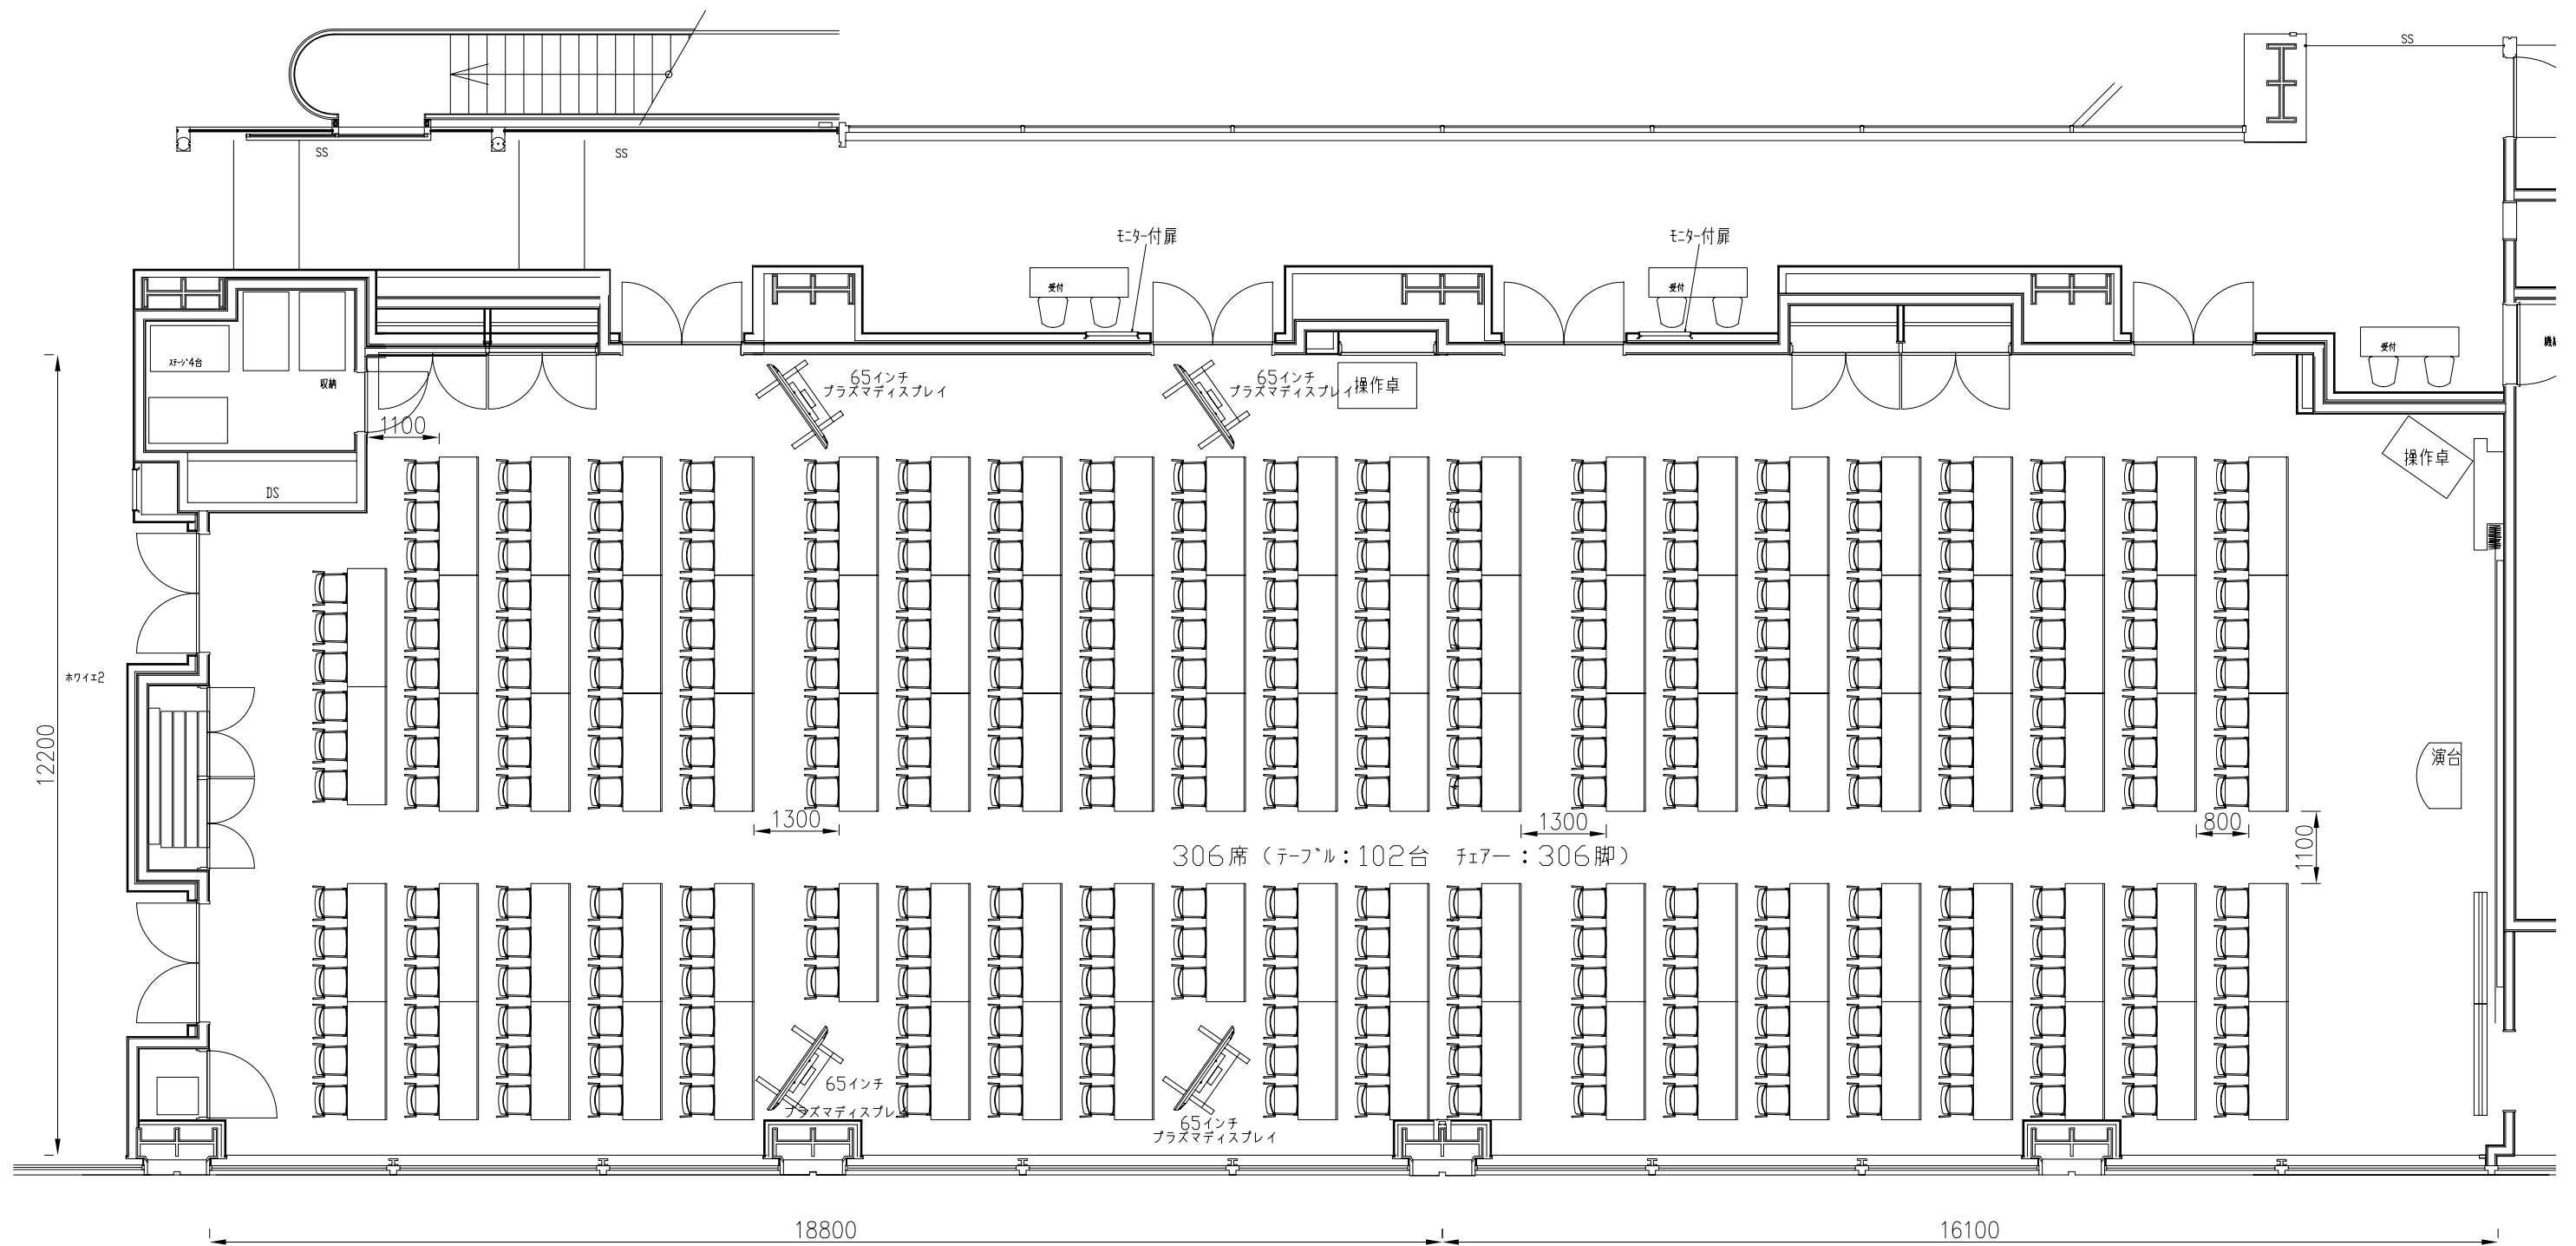 SS
SS
SS
モニター付扉
モニター付扉
受付
受付
受付
ステージ4台
収納
65インチ
プラズマディスプレイ
65インチ
プラズマディスプレイ
操作卓
1100
操作卓
DS
ホワイエ2
12200
演台
1300
1300
800
1100
306席（テーブル：102台　チェアー：306脚）
65インチ
プラズマディスプレイ
65インチ
プラズマディスプレイ
18800
16100